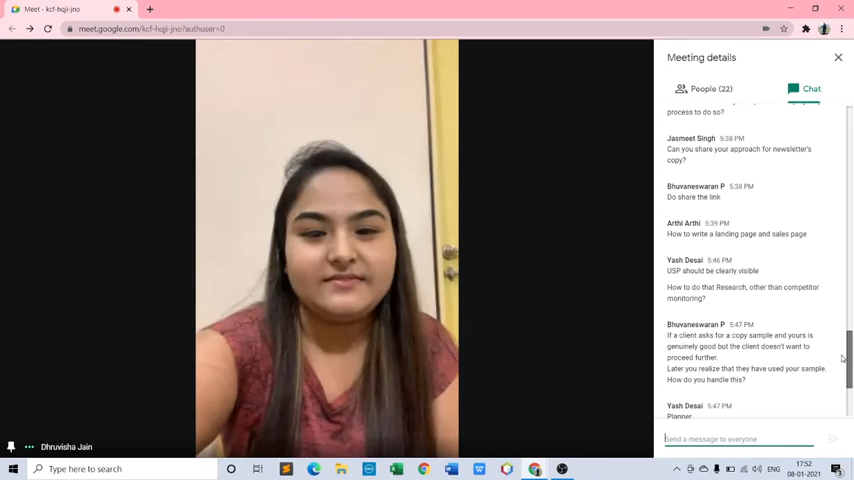 Meet - kcf-hqji-jno
meet.google.com/kcf-hqji-jno?authuser=0
Meeting details
People (22)
Chat
process to do so?
Jasmeet Singh 5:38 PM
Can you share your approach for newsletter's
copy?
Bhuvaneswaran P 5:38 PM
Do share the link
Arthi Arthi 5:39 PM
How to write a landing page and sales page
Yash Desai 5:46 PM
USP should be clearly visible
How to do that Research, other than competitor
monitoring?
Bhuvaneswaran P 5:47 PM
If a client asks for a copy sample and yours is
genuinely good but the client doesn't want to
proceed further.
Later you realize that they have used your sample.
How do you handle this?
Yash Desai 5:47 PM
Planner
Send a message to everyone
Dhruvisha Jain
Type here to search
ENG
17:52
08-01-2021